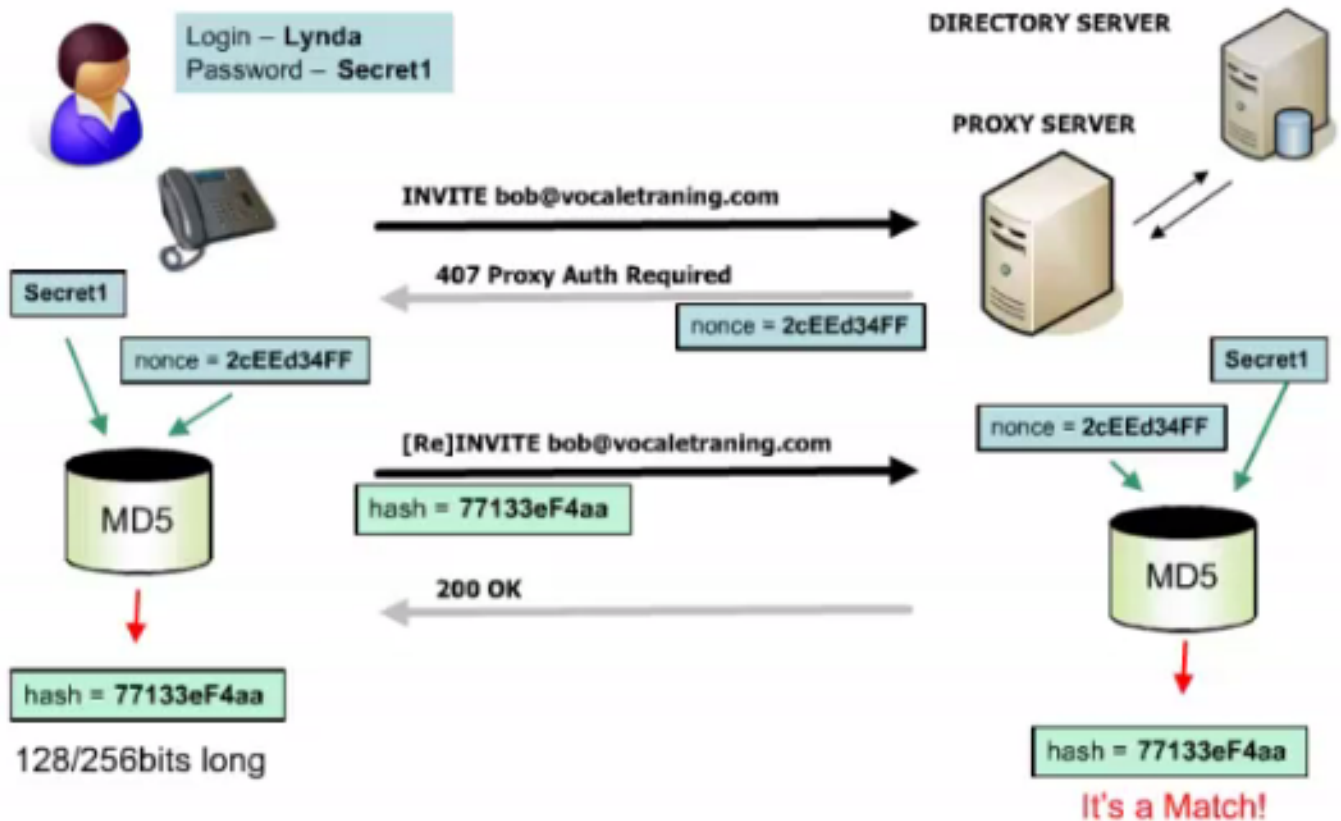 Login – Lynda
Password – Secret1
DIRECTORY SERVER
PROXY SERVER
INVITE bob@vocaletraning.com
407 Proxy Auth Required
nonce = 2cEEd34FF
Secret1
nonce = 2cEEd34FF
Secret1
nonce = 2cEEd34FF
[Re]INVITE bob@vocaletraning.com
hash = 77133eF4aa
MD5
MD5
200 OK
hash = 77133eF4aa
128/256bits long
hash = 77133eF4aa
It's a Match!